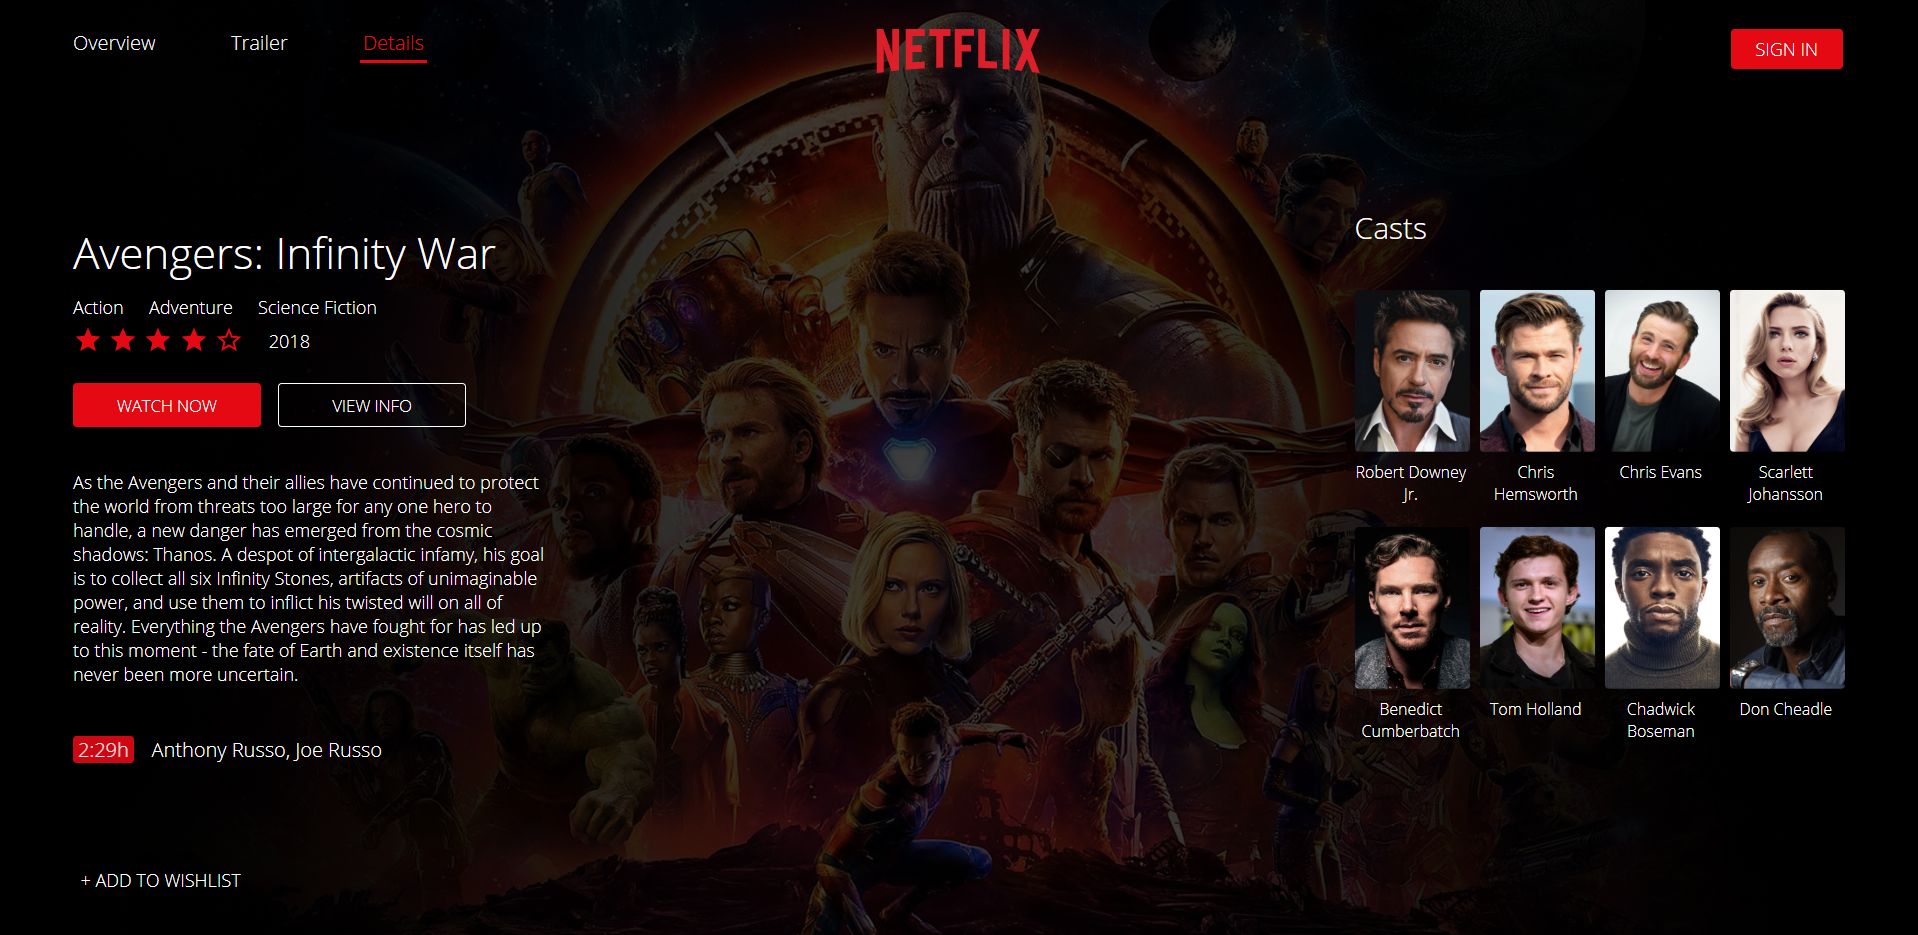 Overview Trailer Details NETFLIX SIGN IN
Avengers: Infinity War
Action Adventure Science Fiction
2018
WATCH NOW VIEW INFO
As the Avengers and their allies have continued to protect
the world from threats too large for any one hero to
handle, a new danger has emerged from the cosmic
shadows: Thanos. A despot of intergalactic infamy, his goal
is to collect all six Infinity Stones, artifacts of unimaginable
power, and use them to inflict his twisted will on all of
reality. Everything the Avengers have fought for has led up
to this moment - the fate of Earth and existence itself has
never been more uncertain.
2:29h Anthony Russo, Joe Russo
+ ADD TO WISHLIST
Casts
Robert Downey
Jr.
Chris
Hemsworth
Chris Evans
Scarlett
Johansson
Benedict
Cumberbatch
Tom Holland
Chadwick
Boseman
Don Cheadle